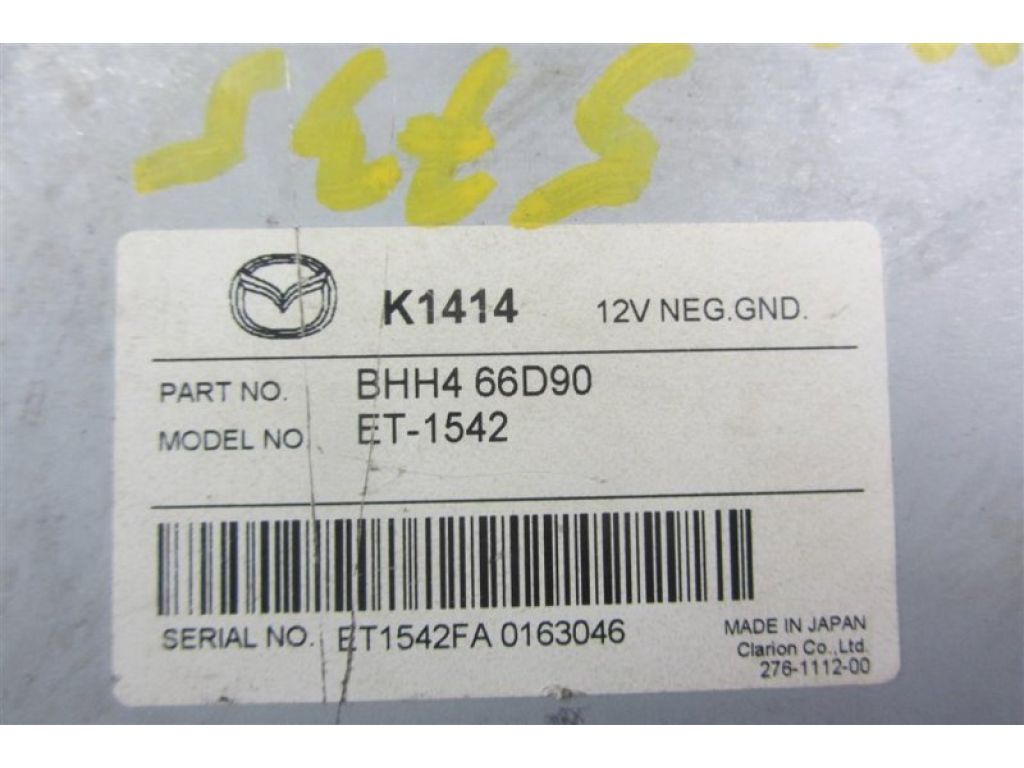 K1414 12V NEG.GND.
PART NO. BHH4 66D90
MODEL NO. ET-1542
SERIAL NO. ET1542FA 0163046
MADE IN JAPAN
Clarion Co.,Ltd.
276-1112-00